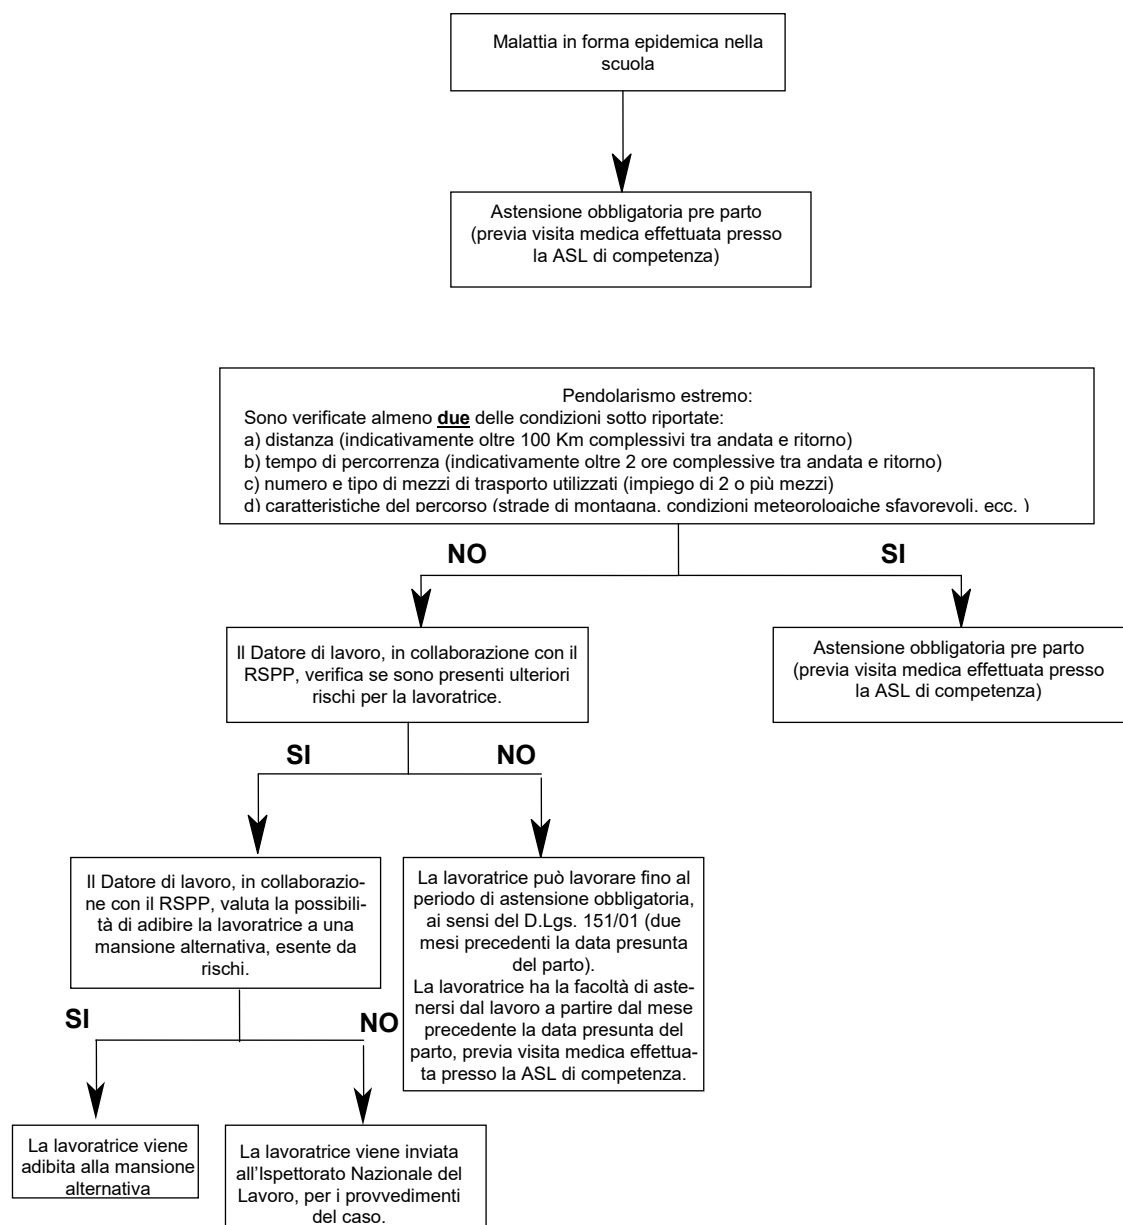 Malattia in forma epidemica nella
scuola
Astensione obbligatoria pre parto
(previa visita medica effettuata presso
la ASL di competenza)
Pendolarismo estremo:
Sono verificate almeno due delle condizioni sotto riportate:
a) distanza (indicativamente oltre 100 Km complessivi tra andata e ritorno)
b) tempo di percorrenza (indicativamente oltre 2 ore complessive tra andata e ritorno)
c) numero e tipo di mezzi di trasporto utilizzati (impiego di 2 o più mezzi)
d) caratteristiche del percorso (strade di montagna, condizioni meteorologiche sfavorevoli, ecc. )
NO
SI
Il Datore di lavoro, in collaborazione con il
RSPP, verifica se sono presenti ulteriori
rischi per la lavoratrice.
Astensione obbligatoria pre parto
(previa visita medica effettuata presso
la ASL di competenza)
SI
NO
Il Datore di lavoro, in collaborazio-
ne con il RSPP, valuta la possibili-
tà di adibire la lavoratrice a una
mansione alternativa, esente da
rischi.
La lavoratrice può lavorare fino al
periodo di astensione obbligatoria,
ai sensi del D.Lgs. 151/01 (due
mesi precedenti la data presunta
del parto).
La lavoratrice ha la facoltà di aste-
nersi dal lavoro a partire dal mese
precedente la data presunta del
parto, previa visita medica effettua-
ta presso la ASL di competenza.
SI
NO
La lavoratrice viene
adibita alla mansione
alternativa
La lavoratrice viene inviata
all'Ispettorato Nazionale del
Lavoro, per i provvedimenti
del caso.